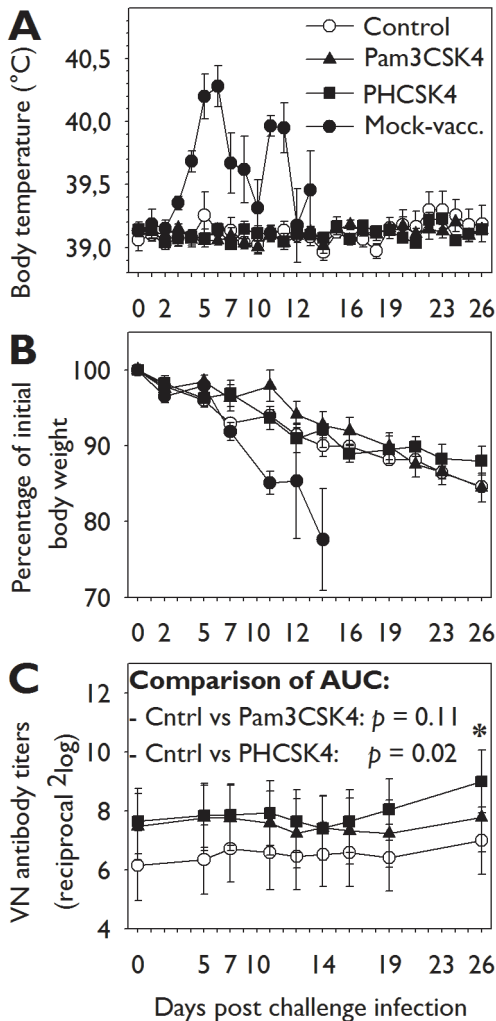 A
Body temperature (°C)
40,5
40,0
39,5
39,0
Control
Pam3CSK4
PHCSK4
Mock-vacc.
0 2 5 7 10 12 14 16 19 21 23 26
B
Percentage of initial
body weight
100
90
80
70
0 2 5 7 10 12 16 19 21 23 26
C
VN antibody titers
(reciprocal ²log)
12
10
8
6
4
Comparison of AUC:
- Cntrl vs Pam3CSK4: p = 0.11
- Cntrl vs PHCSK4: p = 0.02
*
0 5 7 10 14 19 21 23 26
Days post challenge infection